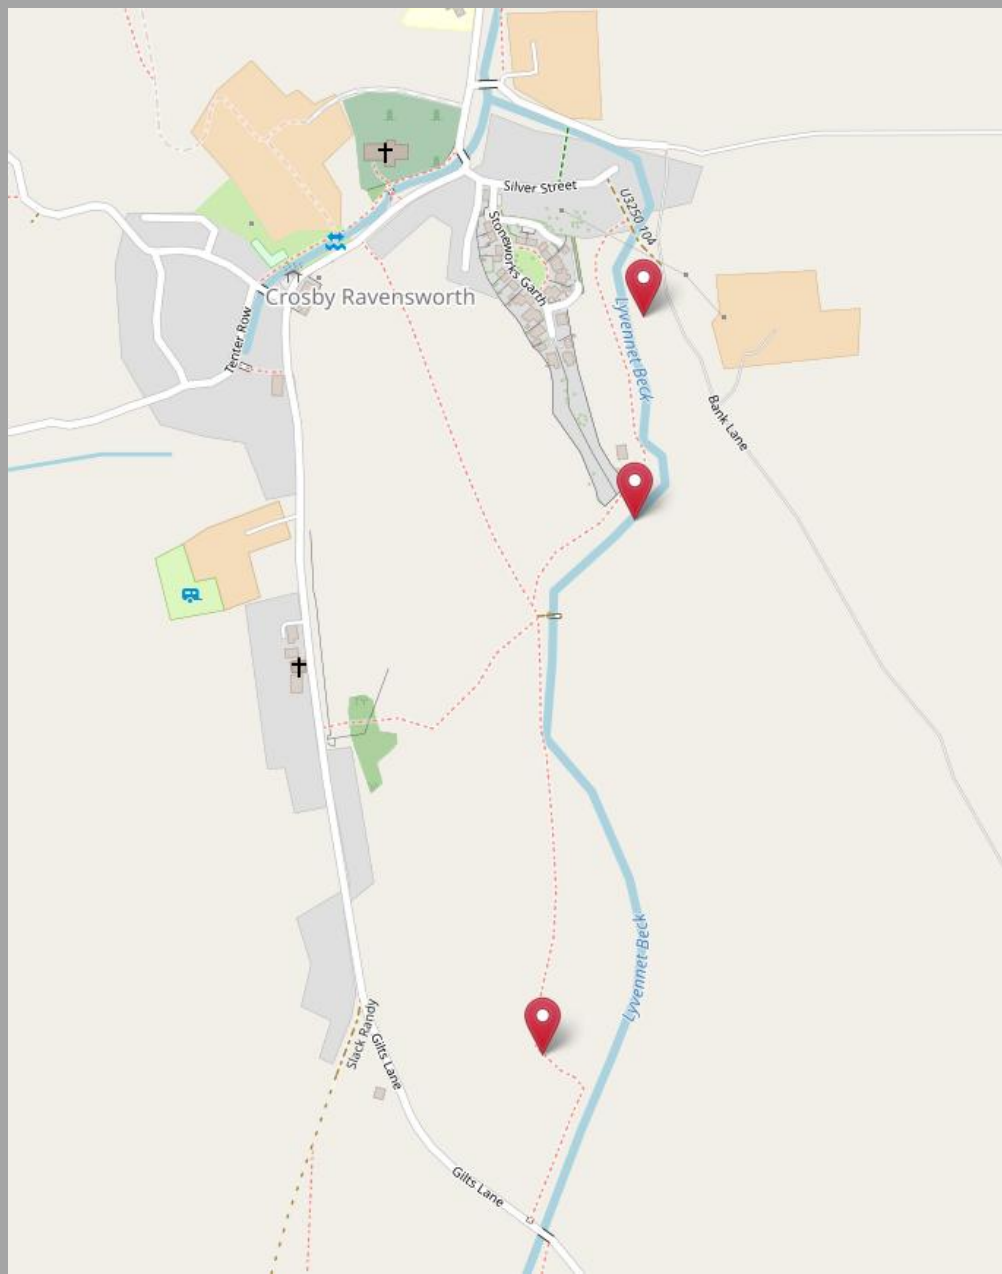 Silver Street
U3250 104
Stoneworks Garth
Crosby Ravensworth
Lyvennet Beck
Tenter Row
Bank Lane
Lyvennet Beck
Slack Randy
Gilts Lane
Gilts Lane